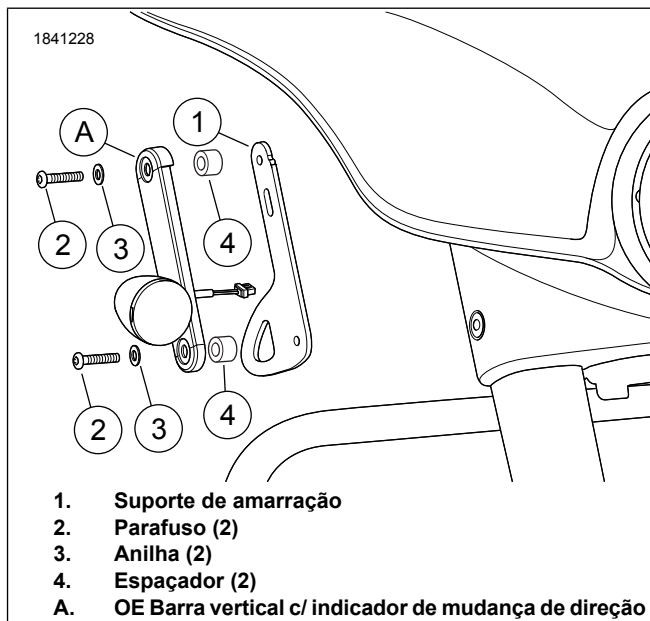 1841228
A
1
2
3
4
2
3
4
1. Suporte de amarração
2. Parafuso (2)
3. Anilha (2)
4. Espaçador (2)
A. OE Barra vertical c/ indicador de mudança de direção